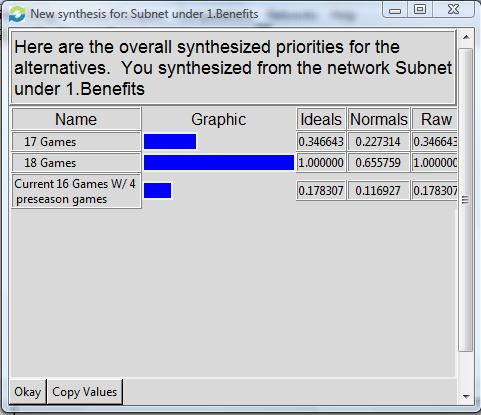 New synthesis for: Subnet under 1.Benefits
Here are the overall synthesized priorities for the
alternatives.  You synthesized from the network Subnet
under 1.Benefits
Name Graphic Ideals Normals Raw
17 Games 0.346643 0.227314 0.346643
18 Games 1.000000 0.655759 1.000000
Current 16 Games W/ 4
preseason games 0.178307 0.116927 0.178307
Okay Copy Values